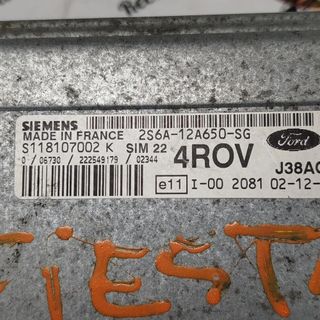 SIEMENS
MADE IN FRANCE 2S6A-12A650-SG
S118107002 K SIM 22 4ROV
Ford
0 / 06730 / 222549179 / 02344
J38AC
e11 I-00 2081 02-12-
FIESTA